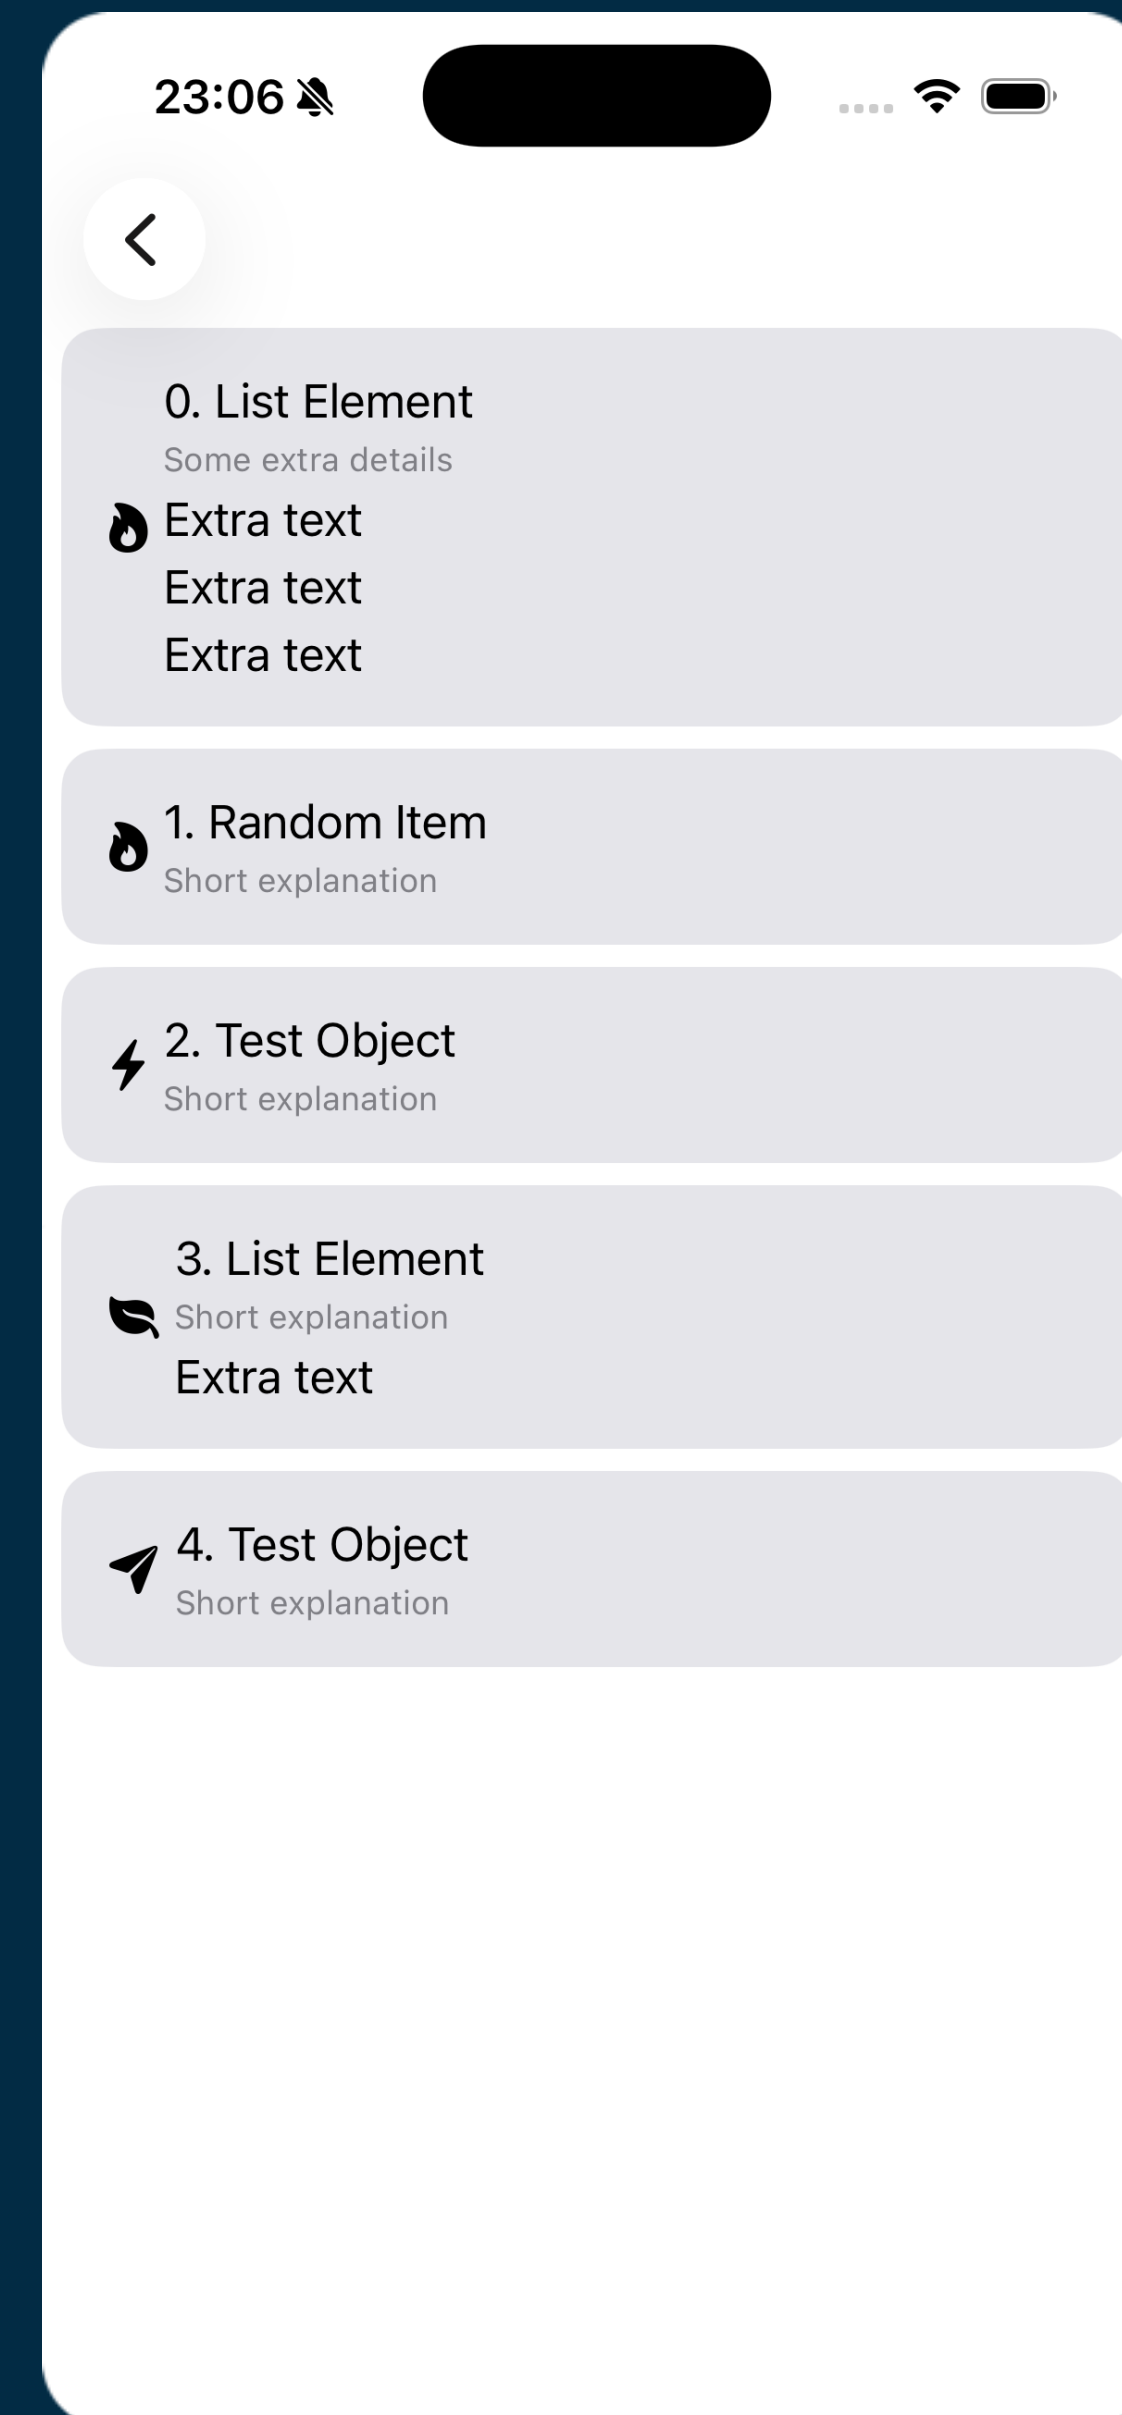 23:06
0. List Element
Some extra details
Extra text
Extra text
Extra text
1. Random Item
Short explanation
2. Test Object
Short explanation
3. List Element
Short explanation
Extra text
4. Test Object
Short explanation